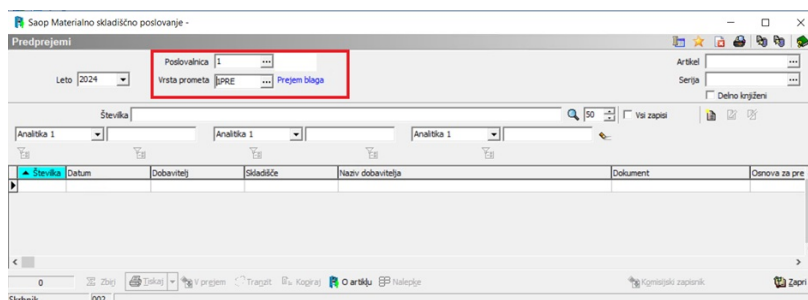 Saop Materialno skladiščno poslovanje -
Predprejemi
Poslovalnica 1 ...
Artikel ...
Leto 2024
Vrsta prometa PRE ... Prejem blaga
Serija ...
Delno knjiženi
Številka
50
Vsi zapisi
Analitika 1
Analitika 1
Analitika 1
Številka Datum Dobavitelj Skladišče Naziv dobavitelja Dokument Osnova za pre
0 Zbirj Tiskaj V prejem Tranzit Kopiraj O artiklu Nalepke Komisijski zapisnik Zapri
Skrbnik 002